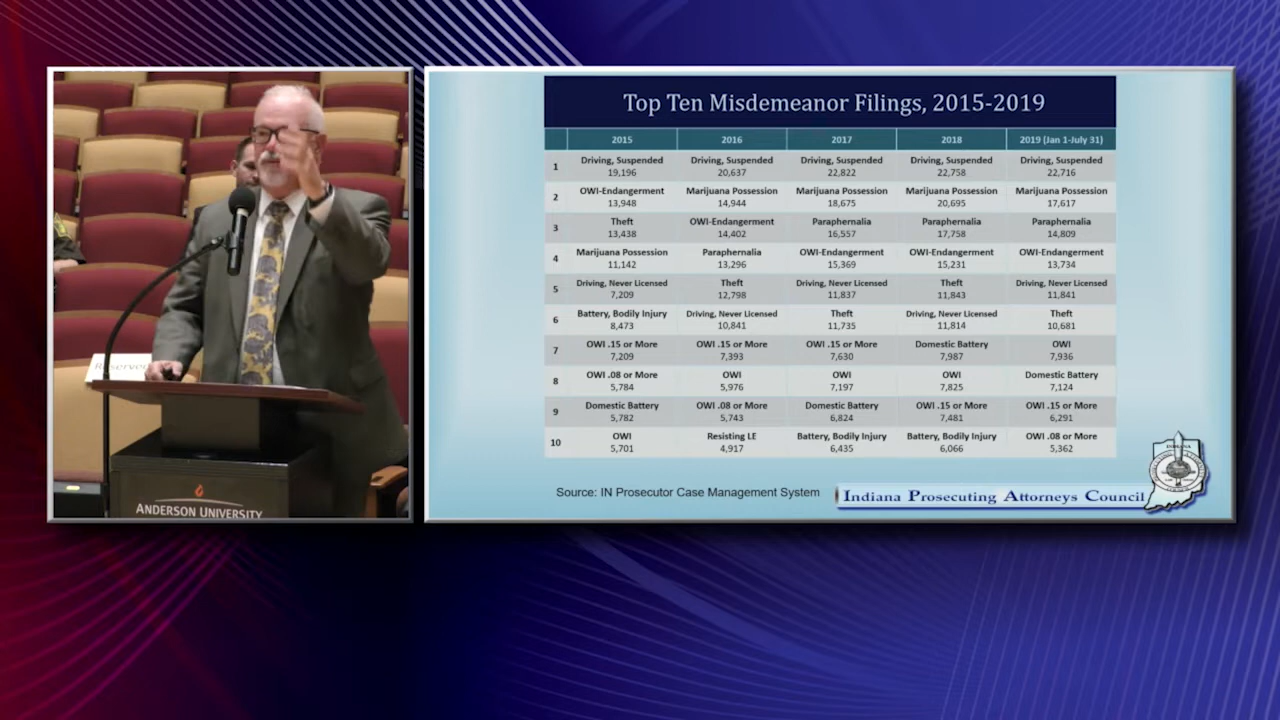 Reserved
ANDERSON UNIVERSITY
Top Ten Misdemeanor Filings, 2015-2019
2015 2016 2017 2018 2019 (Jan 1-July 31)
1 Driving, Suspended Driving, Suspended Driving, Suspended Driving, Suspended Driving, Suspended
19,196 20,637 22,822 22,758 22,716
2 OWI-Endangerment Marijuana Possession Marijuana Possession Marijuana Possession Marijuana Possession
13,948 14,944 18,675 20,695 17,617
3 Theft OWI-Endangerment Paraphernalia Paraphernalia Paraphernalia
13,438 14,402 16,557 17,758 14,809
4 Marijuana Possession Paraphernalia OWI-Endangerment OWI-Endangerment OWI-Endangerment
11,142 13,296 15,369 15,231 13,734
5 Driving, Never Licensed Theft Driving, Never Licensed Theft Driving, Never Licensed
7,209 12,798 11,837 11,843 11,841
6 Battery, Bodily Injury Driving, Never Licensed Theft Driving, Never Licensed Theft
8,473 10,841 11,735 11,814 10,681
7 OWI .15 or More OWI .15 or More OWI .15 or More Domestic Battery OWI
7,209 7,393 7,630 7,987 7,936
8 OWI .08 or More OWI OWI OWI Domestic Battery
5,784 5,976 7,197 7,825 7,124
9 Domestic Battery OWI .08 or More Domestic Battery OWI .15 or More OWI .15 or More
5,782 5,743 6,824 7,481 6,291
10 OWI Resisting LE Battery, Bodily Injury Battery, Bodily Injury OWI .08 or More
5,701 4,917 6,435 6,066 5,362
Source: IN Prosecutor Case Management System
Indiana Prosecuting Attorneys Council
INDIANA